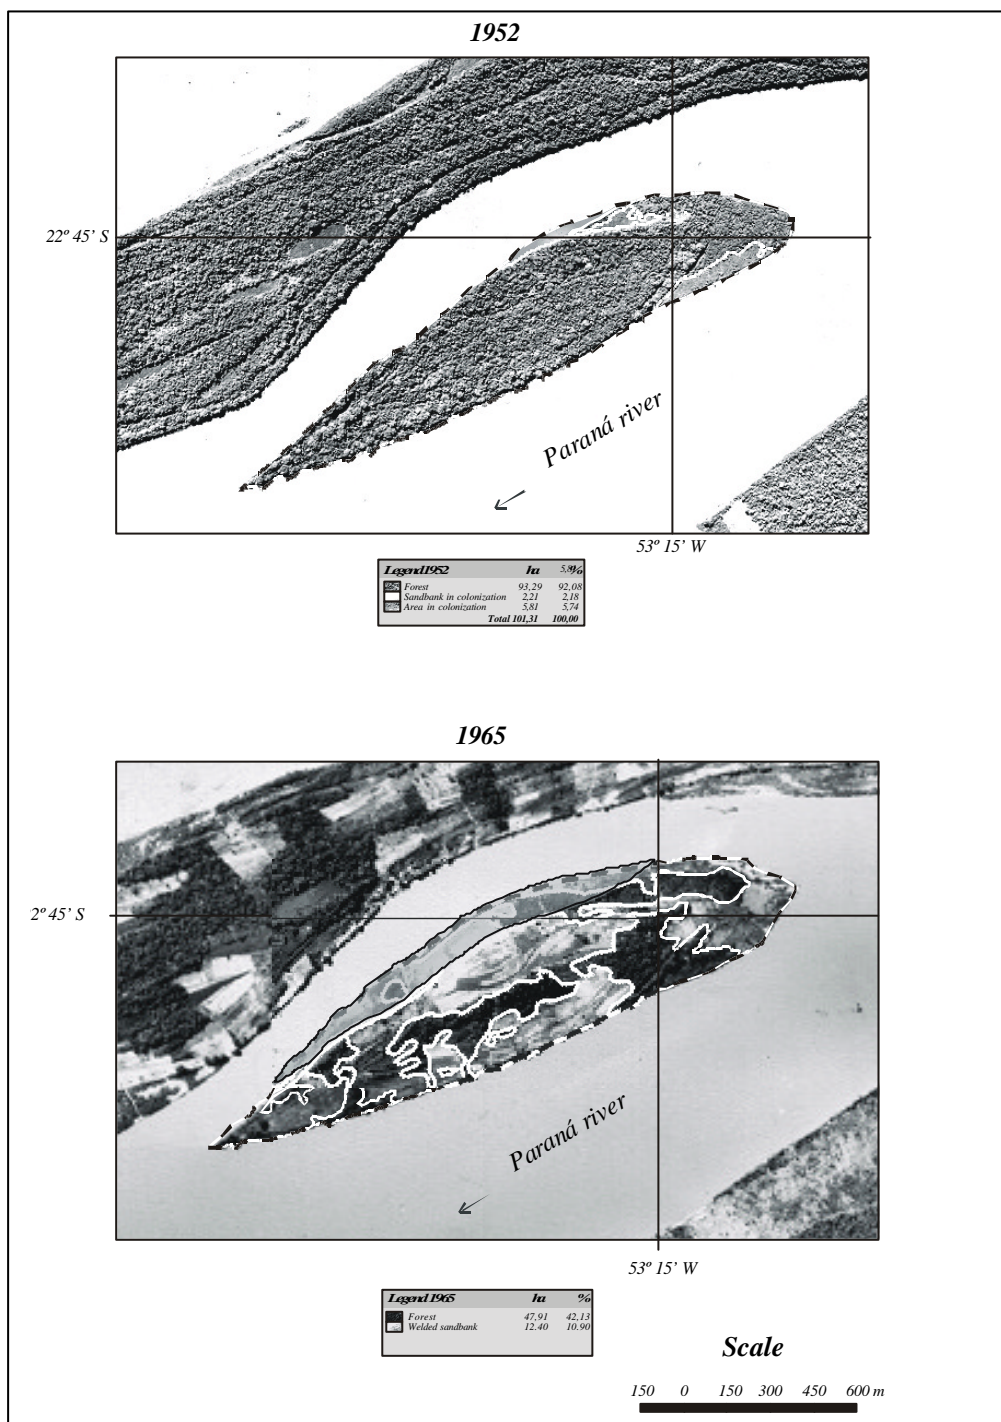 1952
22º 45’ S
Paraná river
53º 15’ W
Legend1952 ha %
Forest 93,29 92,08
Sandbank in colonization 2,21 2,18
Area in colonization 5,81 5,74
Total 101,31 100,00
1965
2º 45’ S
Paraná river
53º 15’ W
Legend1965 ha %
Forest 47,91 42,13
Welded sandbank 12.40 10.90
Scale
150 0 150 300 450 600 m